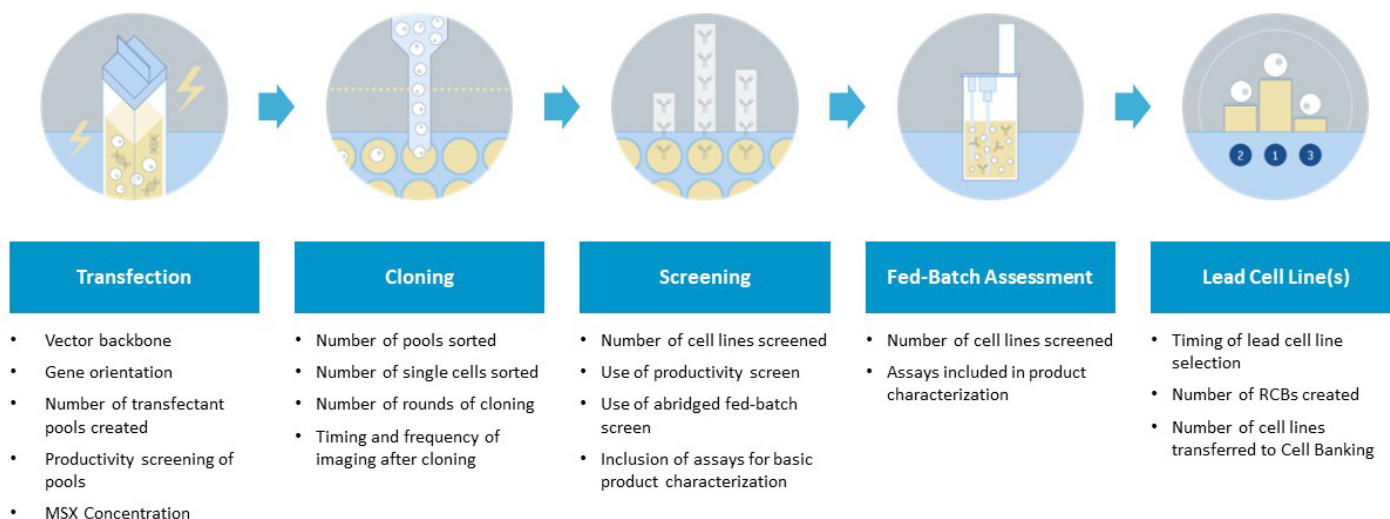 2 1 3
Transfection
Cloning
Screening
Fed-Batch Assessment
Lead Cell Line(s)
• Vector backbone
• Gene orientation
• Number of transfectant
pools created
• Productivity screening of
pools
• MSX Concentration
• Number of pools sorted
• Number of single cells sorted
• Number of rounds of cloning
• Timing and frequency of
imaging after cloning
• Number of cell lines screened
• Use of productivity screen
• Use of abridged fed-batch
screen
• Inclusion of assays for basic
product characterization
• Number of cell lines screened
• Assays included in product
characterization
• Timing of lead cell line
selection
• Number of RCBs created
• Number of cell lines
transferred to Cell Banking